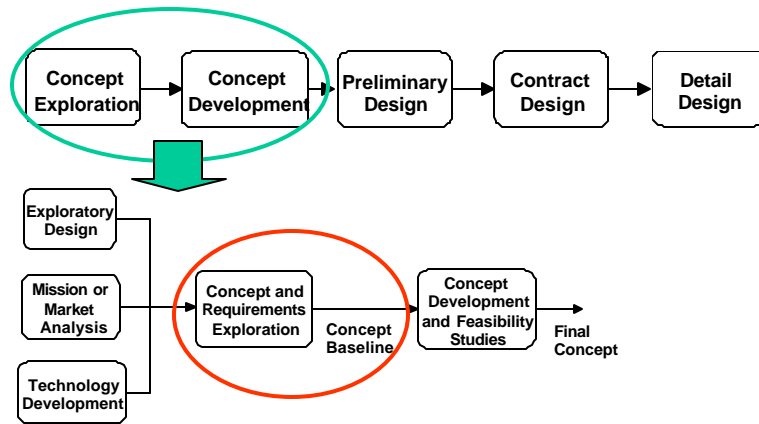 Concept
Exploration
Concept
Development
Preliminary
Design
Contract
Design
Detail
Design
Exploratory
Design
Mission or
Market
Analysis
Technology
Development
Concept and
Requirements
Exploration
Concept
Baseline
Concept
Development
and Feasibility
Studies
Final
Concept